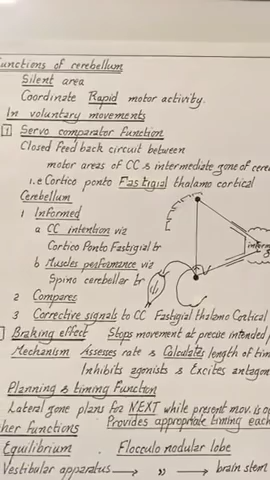 Functions of cerebellum
Silent area
Coordinate Rapid motor activity.
In voluntary movements
1 Servo comparator function
Closed feed back circuit between
motor areas of CC & intermediate zone of cere
i.e Cortico ponto Fastigial thalamo cortical
Cerebellum
1 Informed
a CC intention via
Cortico Ponto Fastigial tr
interm
b Muscles performance via
Spino cerebellar tr
2 Compares
3 Corrective signals to CC Fastigial thalamo Cortical
Braking effect Stops movement at precise intended
Mechanism Assesses rate & Calculates length of tim
Inhibits agonists & Excites antagon
Planning & timing Function
Lateral zone plans for NEXT while present mov. is
Provides appropriate timing each
her functions
Equilibrium . Flocculo nodular lobe
Vestibular apparatus → " → brain stem